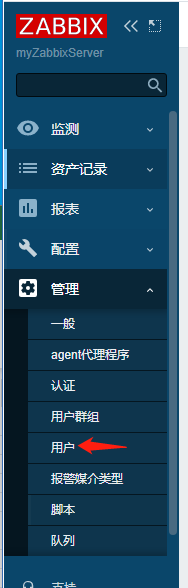 ZABBIX
myZabbixServer
监测
资产记录
报表
配置
管理
一般
agent代理程序
认证
用户群组
用户
报警媒介类型
脚本
队列
支持